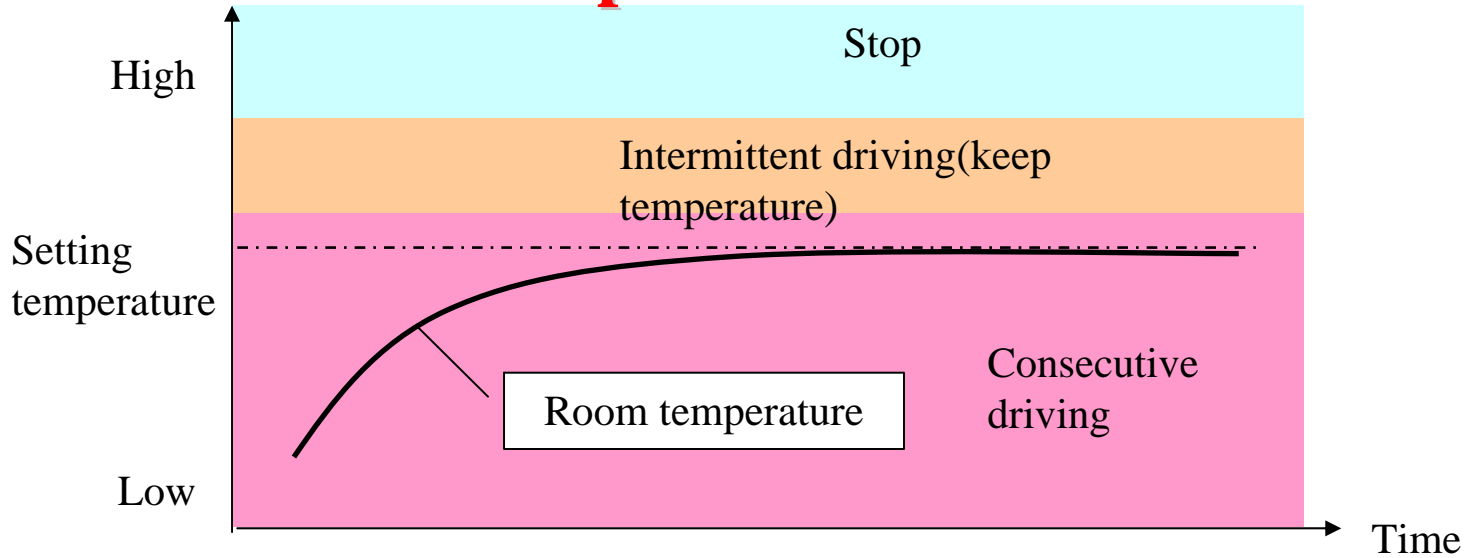 Stop
High
Intermittent driving(keep
temperature)
Setting
temperature
Consecutive
driving
Room temperature
Low
Time